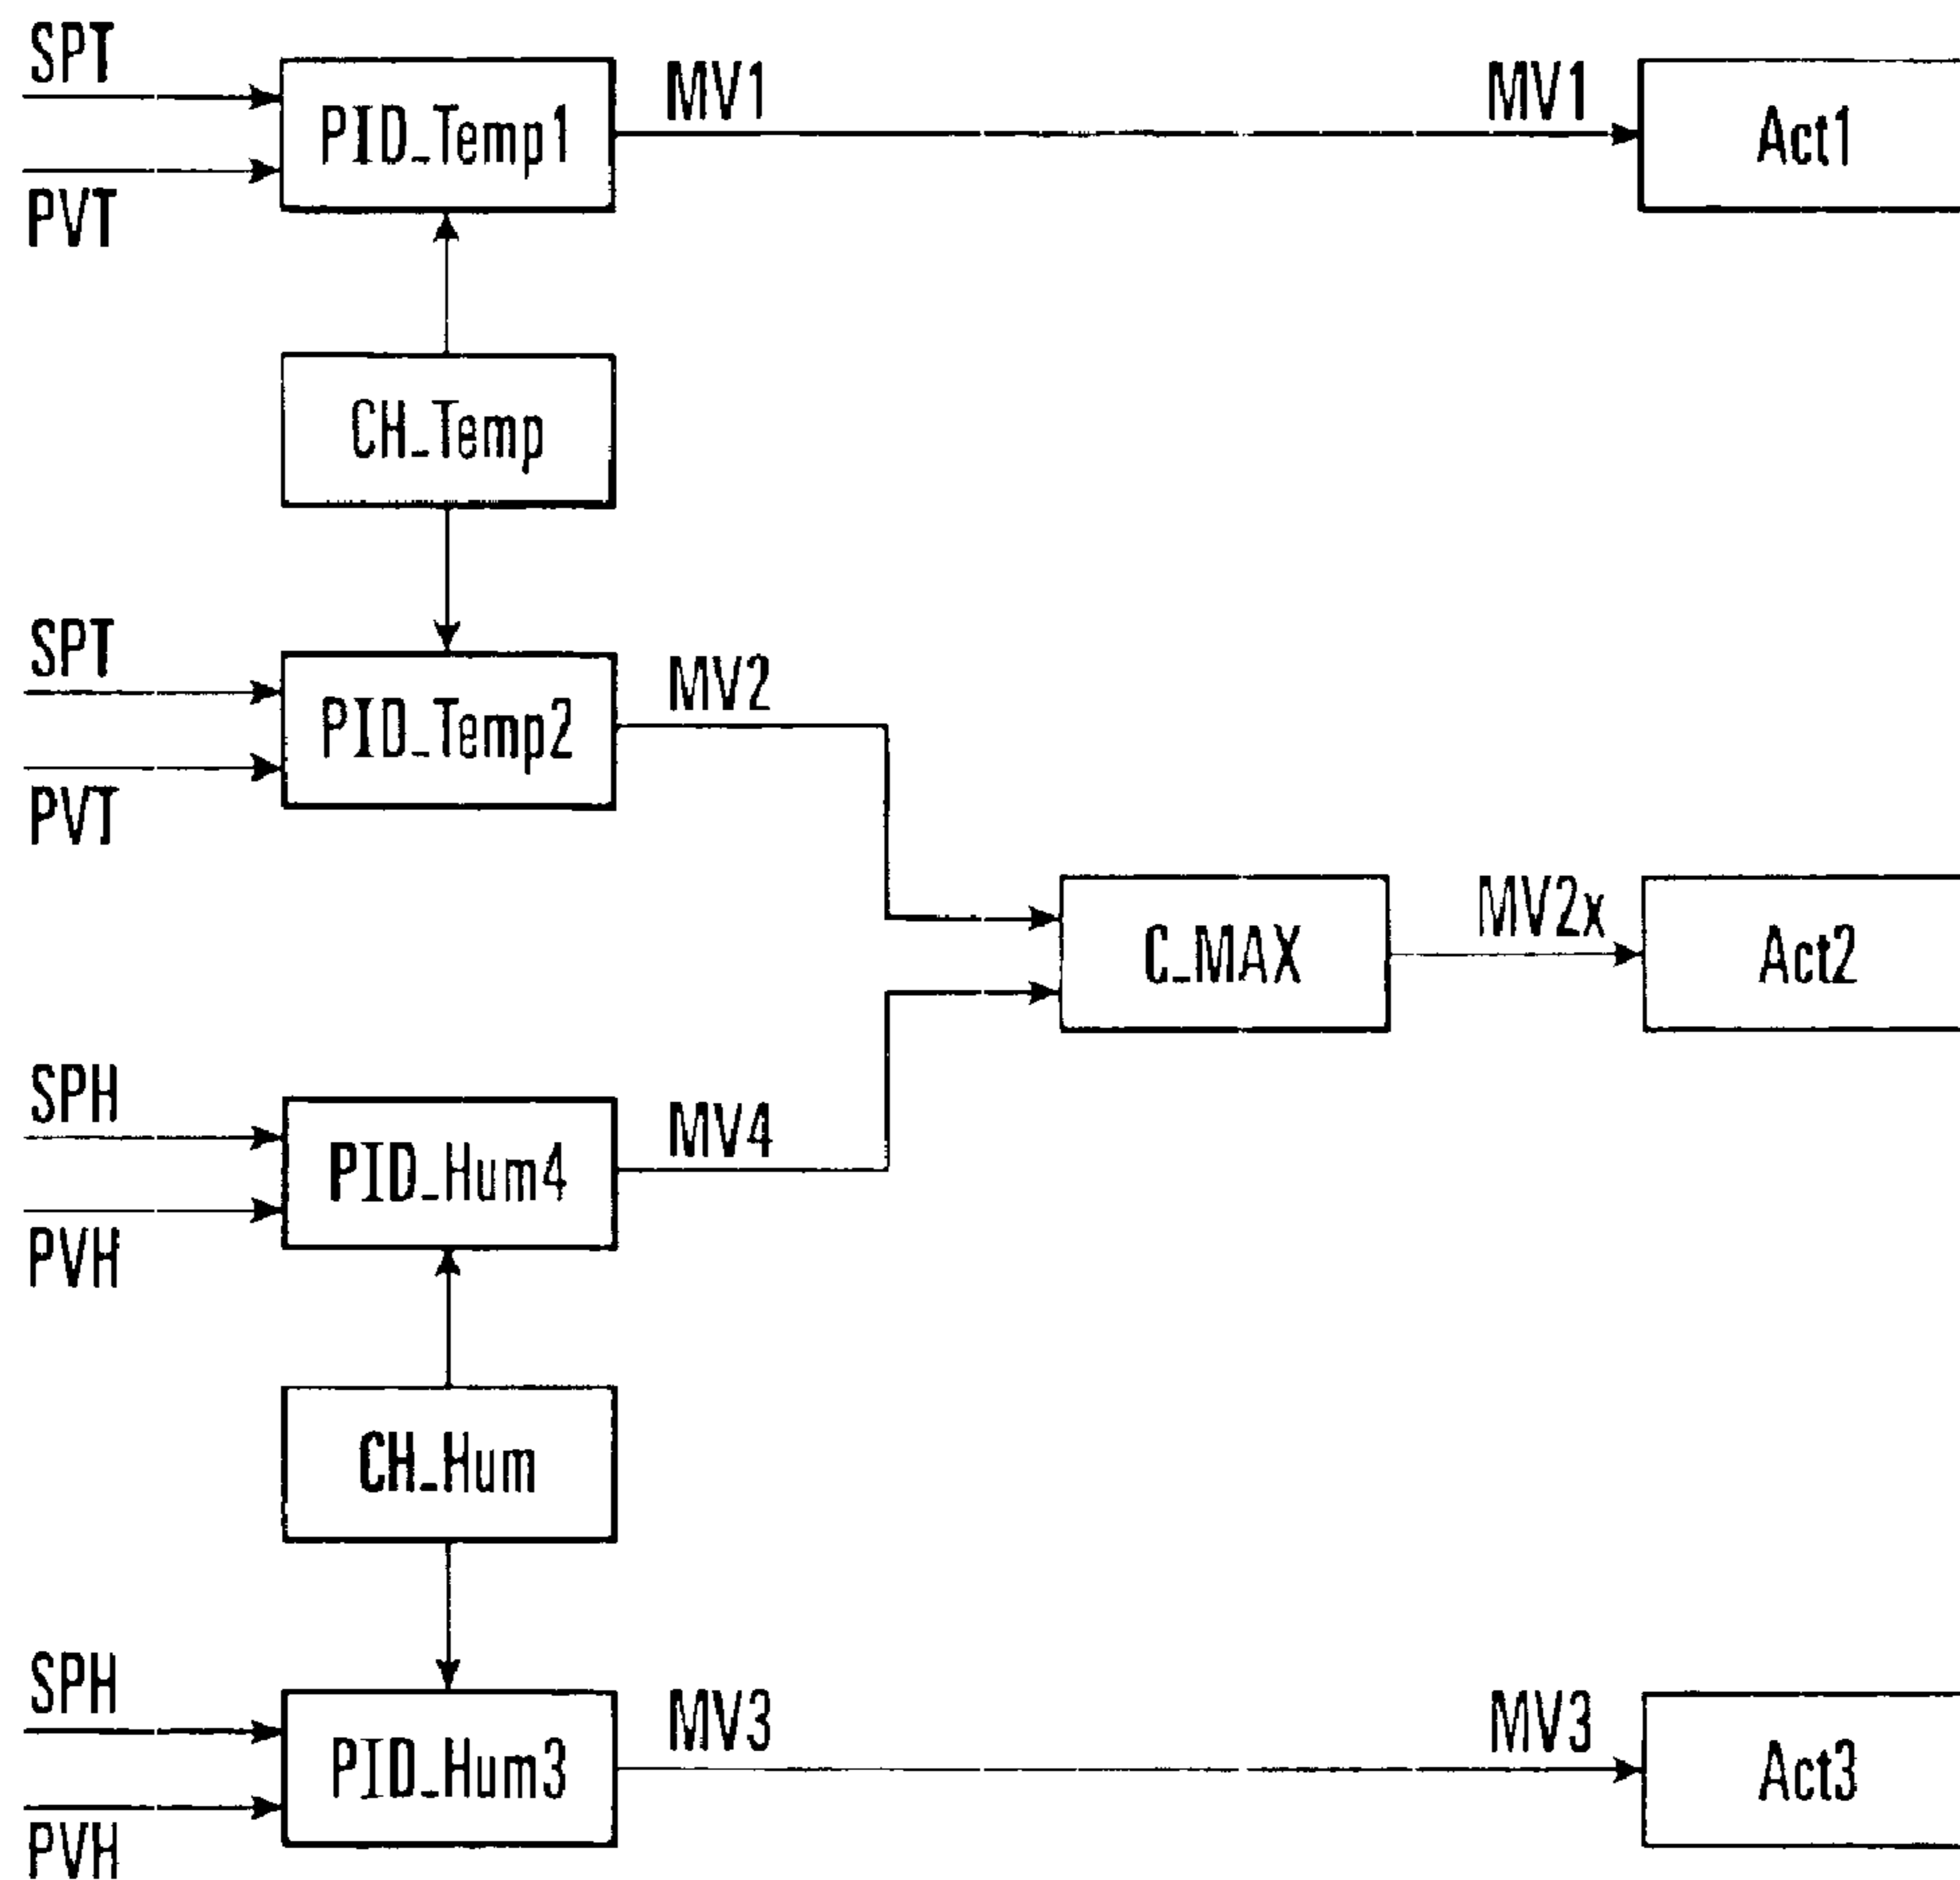 SPT
MV1
MV1
PID_Temp1
Act1
PVT
CH_Temp
SPT
MV2
PID_Temp2
PVT
MV2x
C_MAX
Act2
SPH
MV4
PID_Hum4
PVH
CH_Hum
SPH
MV3
MV3
PID_Hum3
Act3
PVH